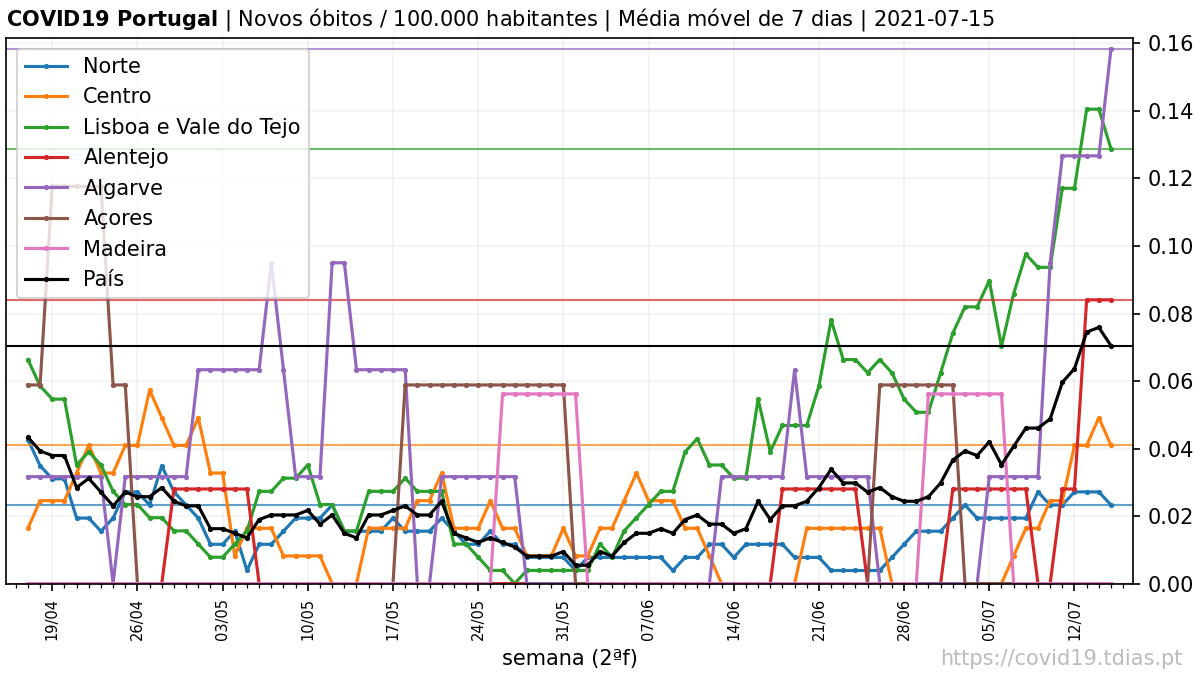 COVID19 Portugal | Novos óbitos / 100.000 habitantes | Média móvel de 7 dias | 2021-07-15
Norte
Centro
Lisboa e Vale do Tejo
Alentejo
Algarve
Açores
Madeira
País
0.16
0.14
0.12
0.10
0.08
0.06
0.04
0.02
0.00
19/04
26/04
03/05
10/05
17/05
24/05
31/05
07/06
14/06
21/06
28/06
05/07
12/07
semana (2ªf)
https://covid19.tdias.pt